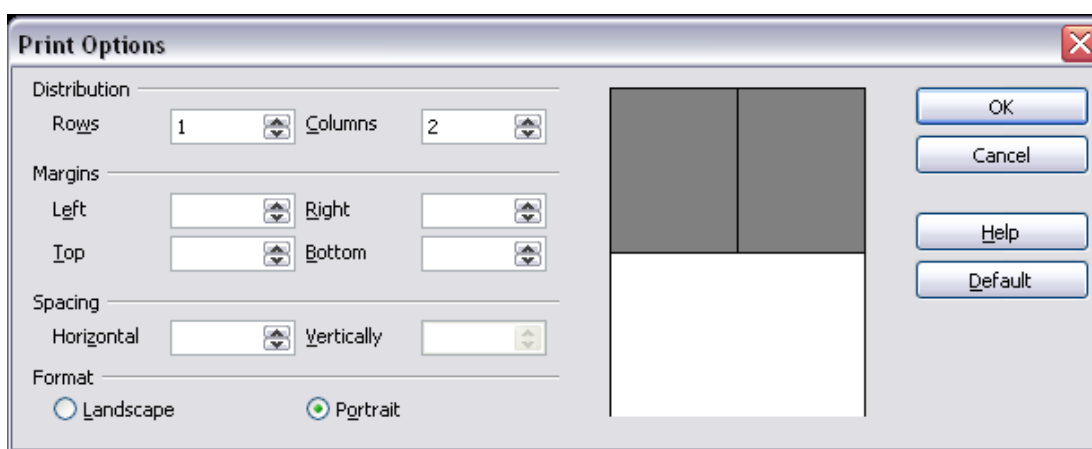 Print Options
Distribution
Rows 1 Columns 2
Margins
Left Right
Top Bottom
Spacing
Horizontal Vertically
Format
Landscape Portrait
OK
Cancel
Help
Default